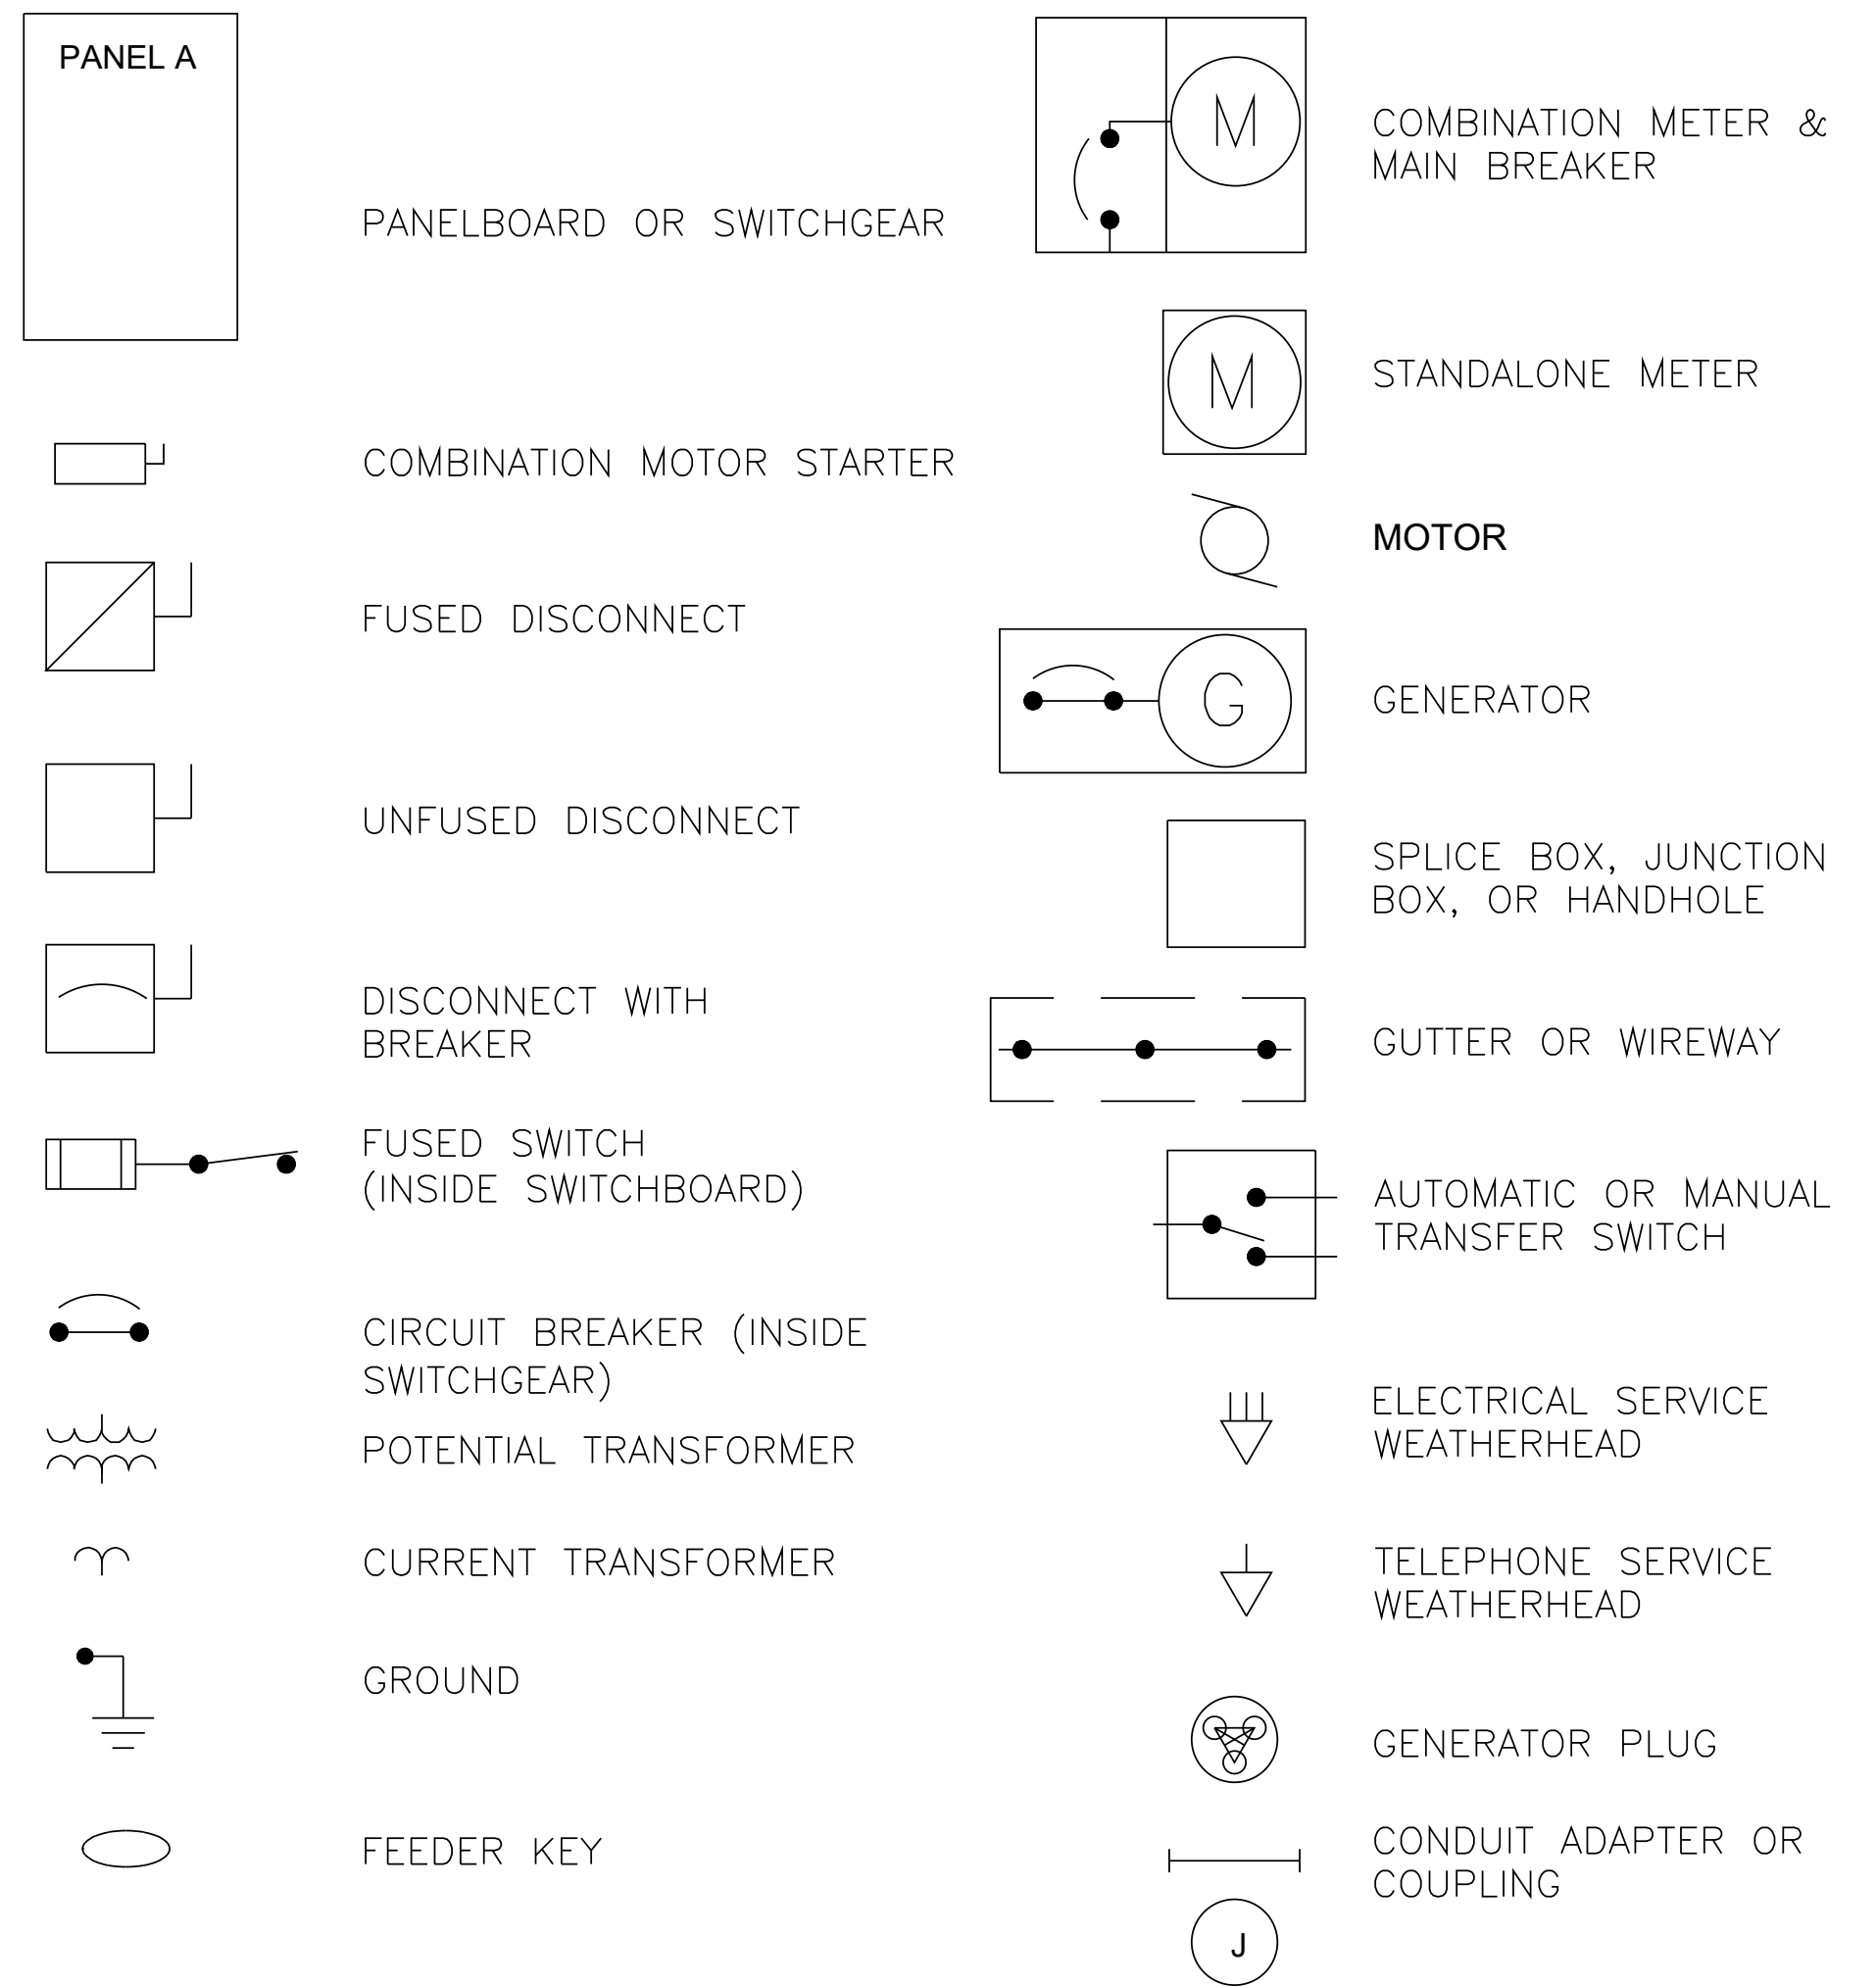 PANEL A
PANELBOARD OR SWITCHGEAR
COMBINATION MOTOR STARTER
FUSED DISCONNECT
UNFUSED DISCONNECT
DISCONNECT WITH
BREAKER
FUSED SWITCH
(INSIDE SWITCHBOARD)
CIRCUIT BREAKER (INSIDE
SWITCHGEAR)
POTENTIAL TRANSFORMER
CURRENT TRANSFORMER
GROUND
FEEDER KEY
M
COMBINATION METER &
MAIN BREAKER
M
STANDALONE METER
MOTOR
G
GENERATOR
SPLICE BOX, JUNCTION
BOX, OR HANDHOLE
GUTTER OR WIREWAY
AUTOMATIC OR MANUAL
TRANSFER SWITCH
ELECTRICAL SERVICE
WEATHERHEAD
TELEPHONE SERVICE
WEATHERHEAD
GENERATOR PLUG
CONDUIT ADAPTER OR
COUPLING
J